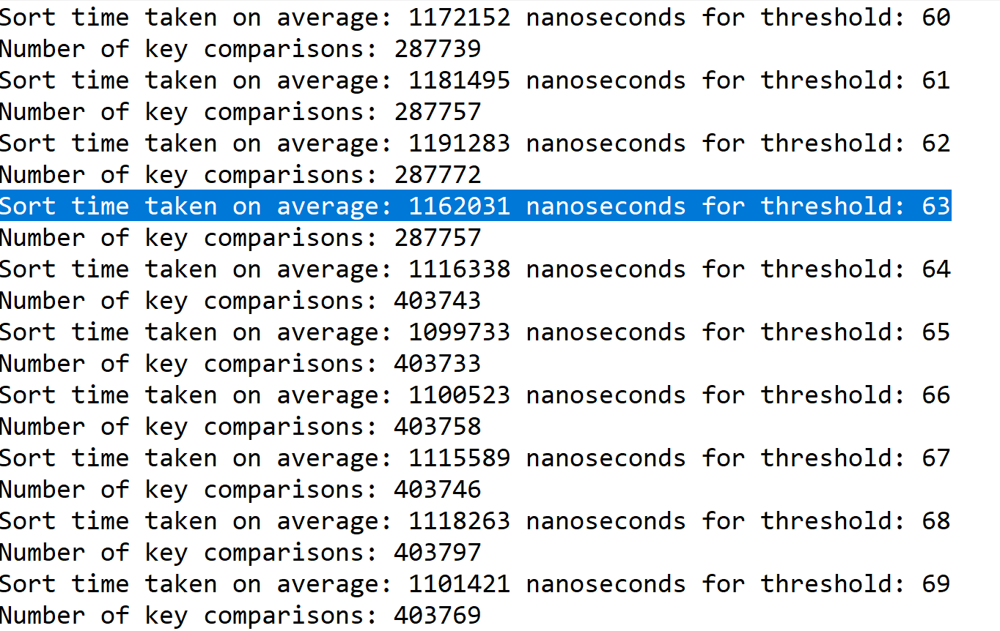 Sort time taken on average: 1172152 nanoseconds for threshold: 60
Number of key comparisons: 287739
Sort time taken on average: 1181495 nanoseconds for threshold: 61
Number of key comparisons: 287757
Sort time taken on average: 1191283 nanoseconds for threshold: 62
Number of key comparisons: 287772
Sort time taken on average: 1162031 nanoseconds for threshold: 63
Number of key comparisons: 287757
Sort time taken on average: 1116338 nanoseconds for threshold: 64
Number of key comparisons: 403743
Sort time taken on average: 1099733 nanoseconds for threshold: 65
Number of key comparisons: 403733
Sort time taken on average: 1100523 nanoseconds for threshold: 66
Number of key comparisons: 403758
Sort time taken on average: 1115589 nanoseconds for threshold: 67
Number of key comparisons: 403746
Sort time taken on average: 1118263 nanoseconds for threshold: 68
Number of key comparisons: 403797
Sort time taken on average: 1101421 nanoseconds for threshold: 69
Number of key comparisons: 403769